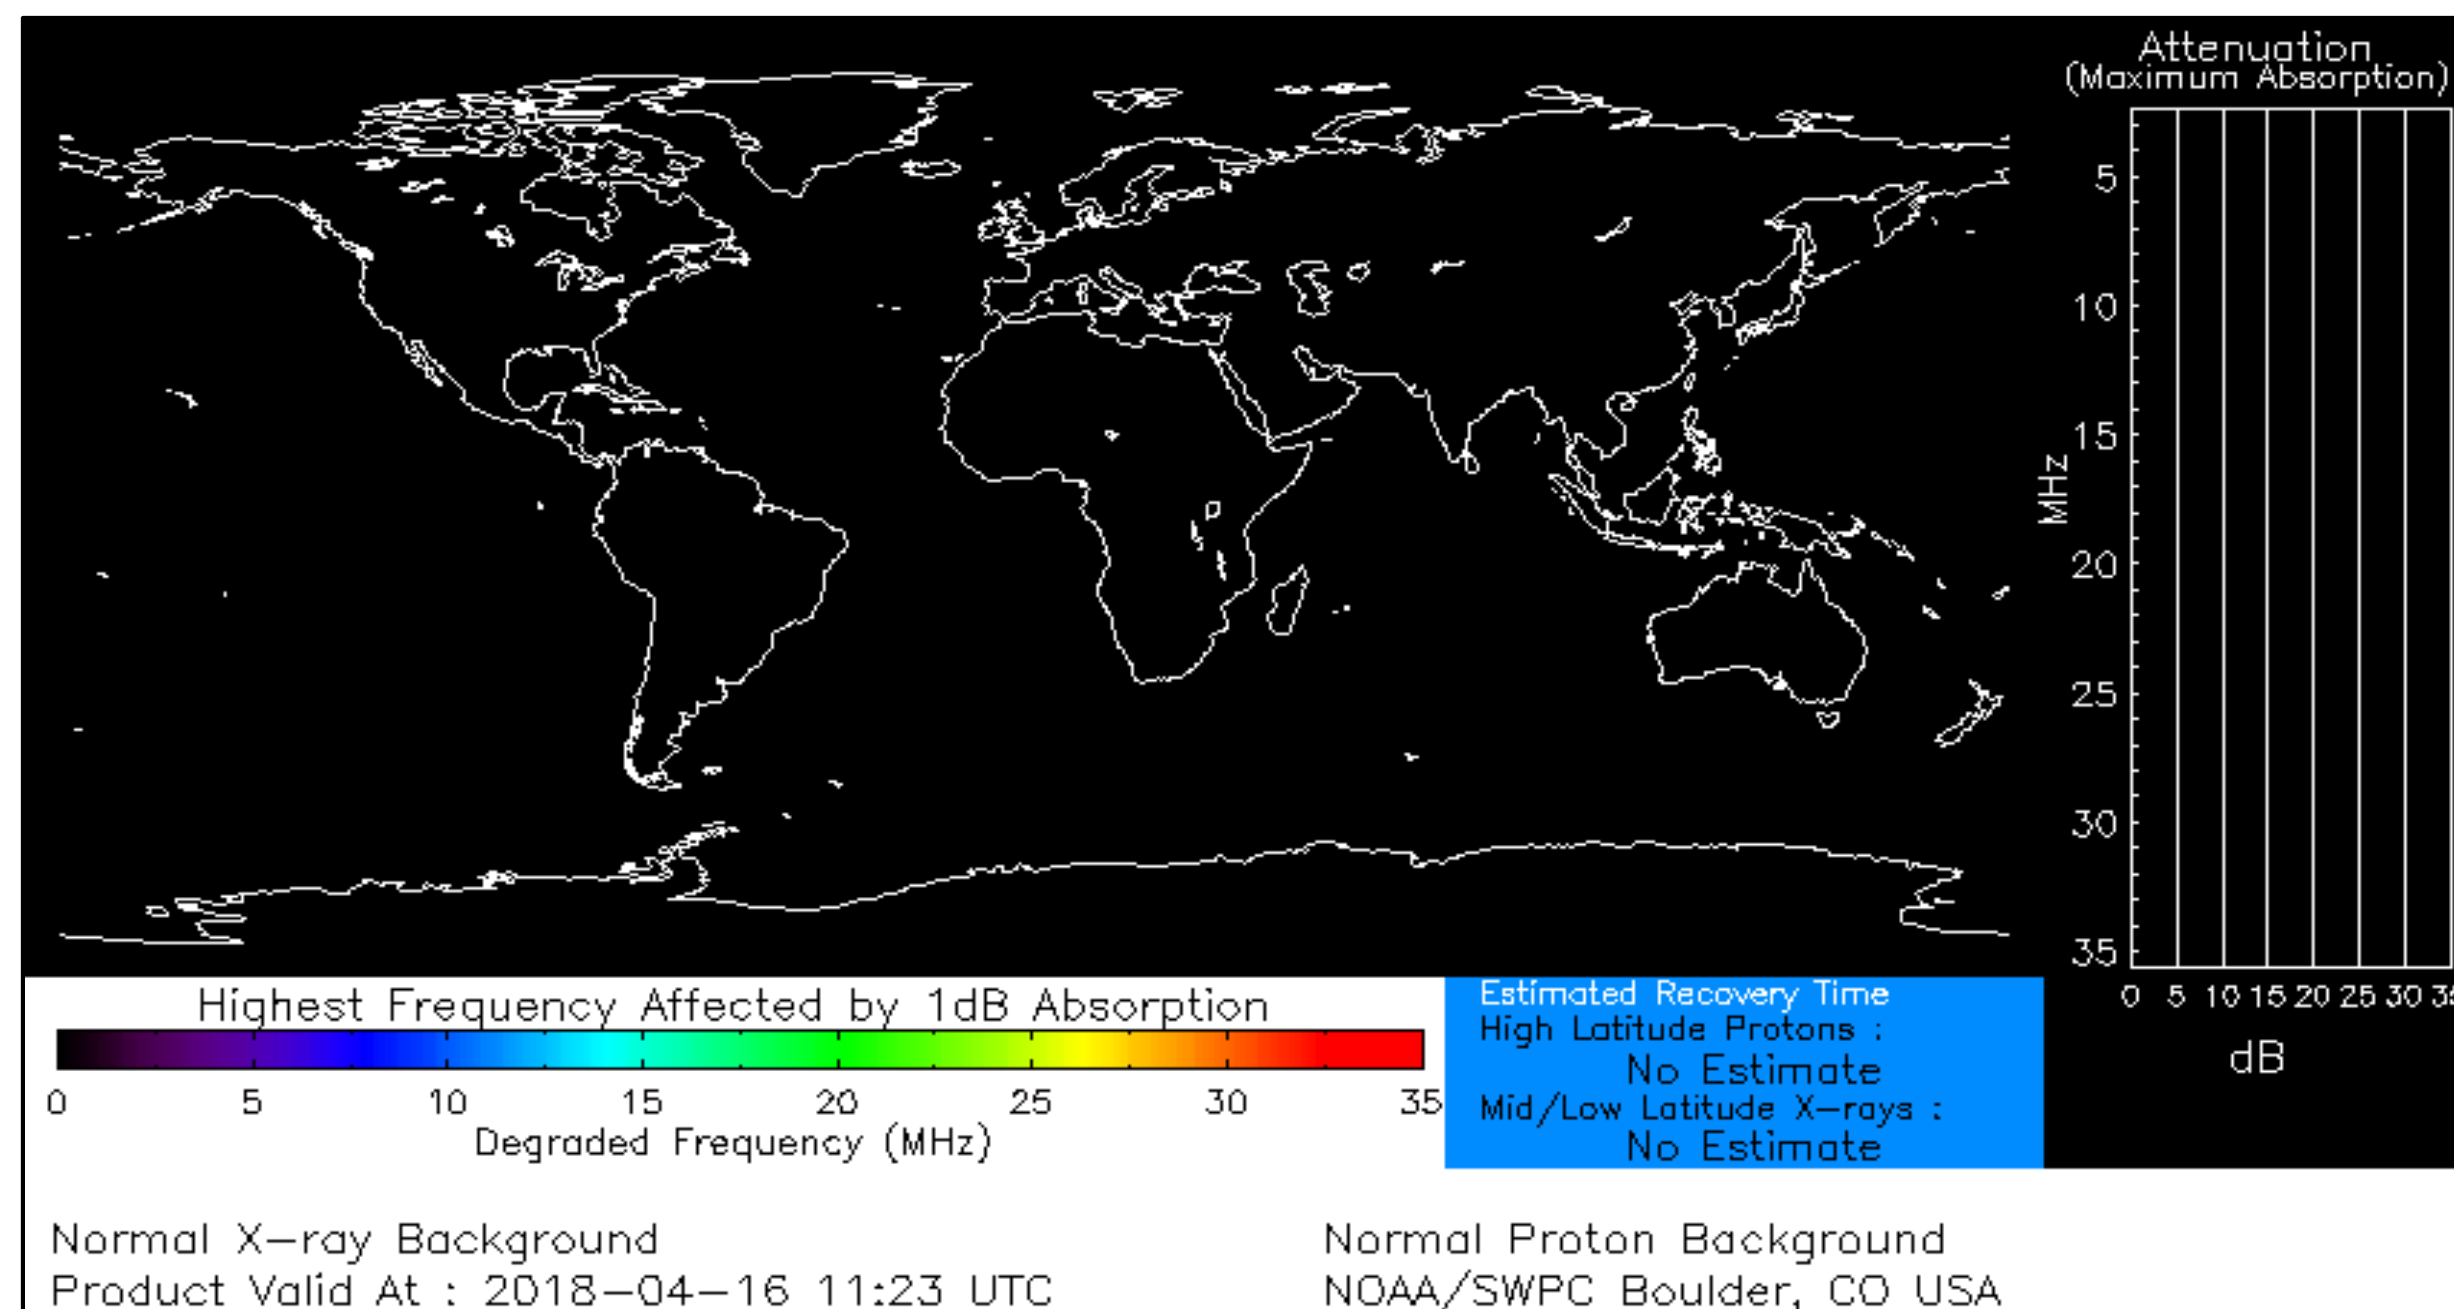 Attenuation
(Maximum Absorption)
5
10
15
20
25
30
35
MHz
0 5 10 15 20 25 30
dB
Highest Frequency Affected by 1dB Absorption
0 5 10 15 20 25 30 35
Degraded Frequency (MHz)
Estimated Recovery Time
High Latitude Protons :
No Estimate
Mid/Low Latitude X-rays :
No Estimate
Normal X-ray Background
Normal Proton Background
Product Valid At : 2018-04-16 11:23 UTC
NOAA/SWPC Boulder, CO USA